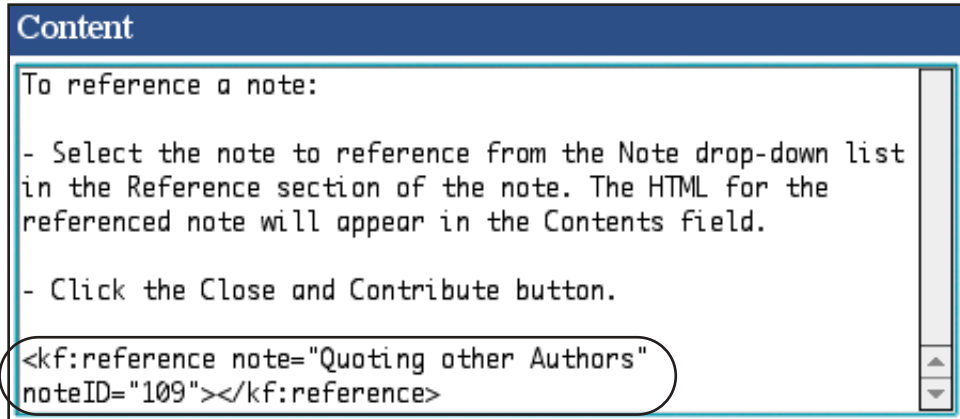 Content
To reference a note:
- Select the note to reference from the Note drop-down list
in the Reference section of the note. The HTML for the
referenced note will appear in the Contents field.
- Click the Close and Contribute button.
<kf:reference note="Quoting other Authors"
noteID="109"></kf:reference>